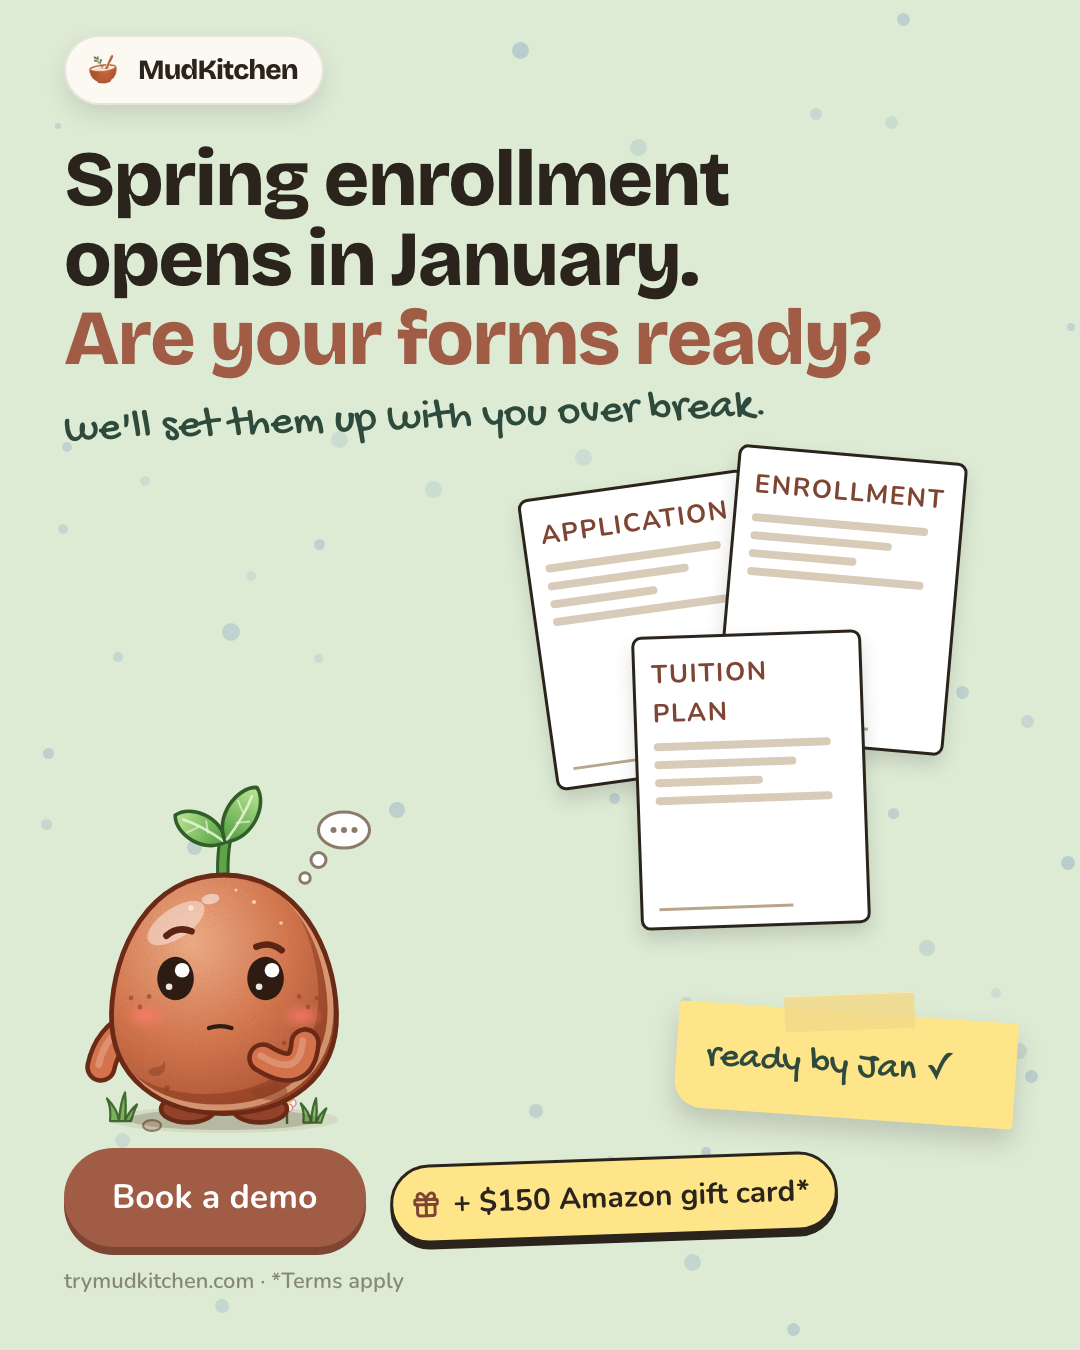 MudKitchen
Spring enrollment
opens in January.
Are your forms ready?
we'll set them up with you over break.
APPLICATION
ENROLLMENT
TUITION
PLAN
ready by Jan ✓
Book a demo
+ $150 Amazon gift card*
trymudkitchen.com · *Terms apply